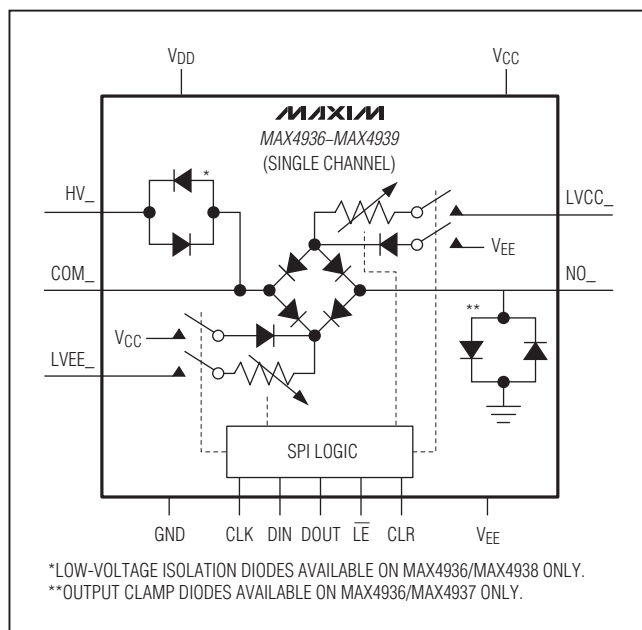 VDD VCC
MAXIM
MAX4936–MAX4939
(SINGLE CHANNEL)
HV_ * LVCC_
VEE
COM_ NO_
**
VCC
LVEE_
SPI LOGIC
GND CLK DIN DOUT L̅E̅ CLR VEE
*LOW-VOLTAGE ISOLATION DIODES AVAILABLE ON MAX4936/MAX4938 ONLY.
**OUTPUT CLAMP DIODES AVAILABLE ON MAX4936/MAX4937 ONLY.